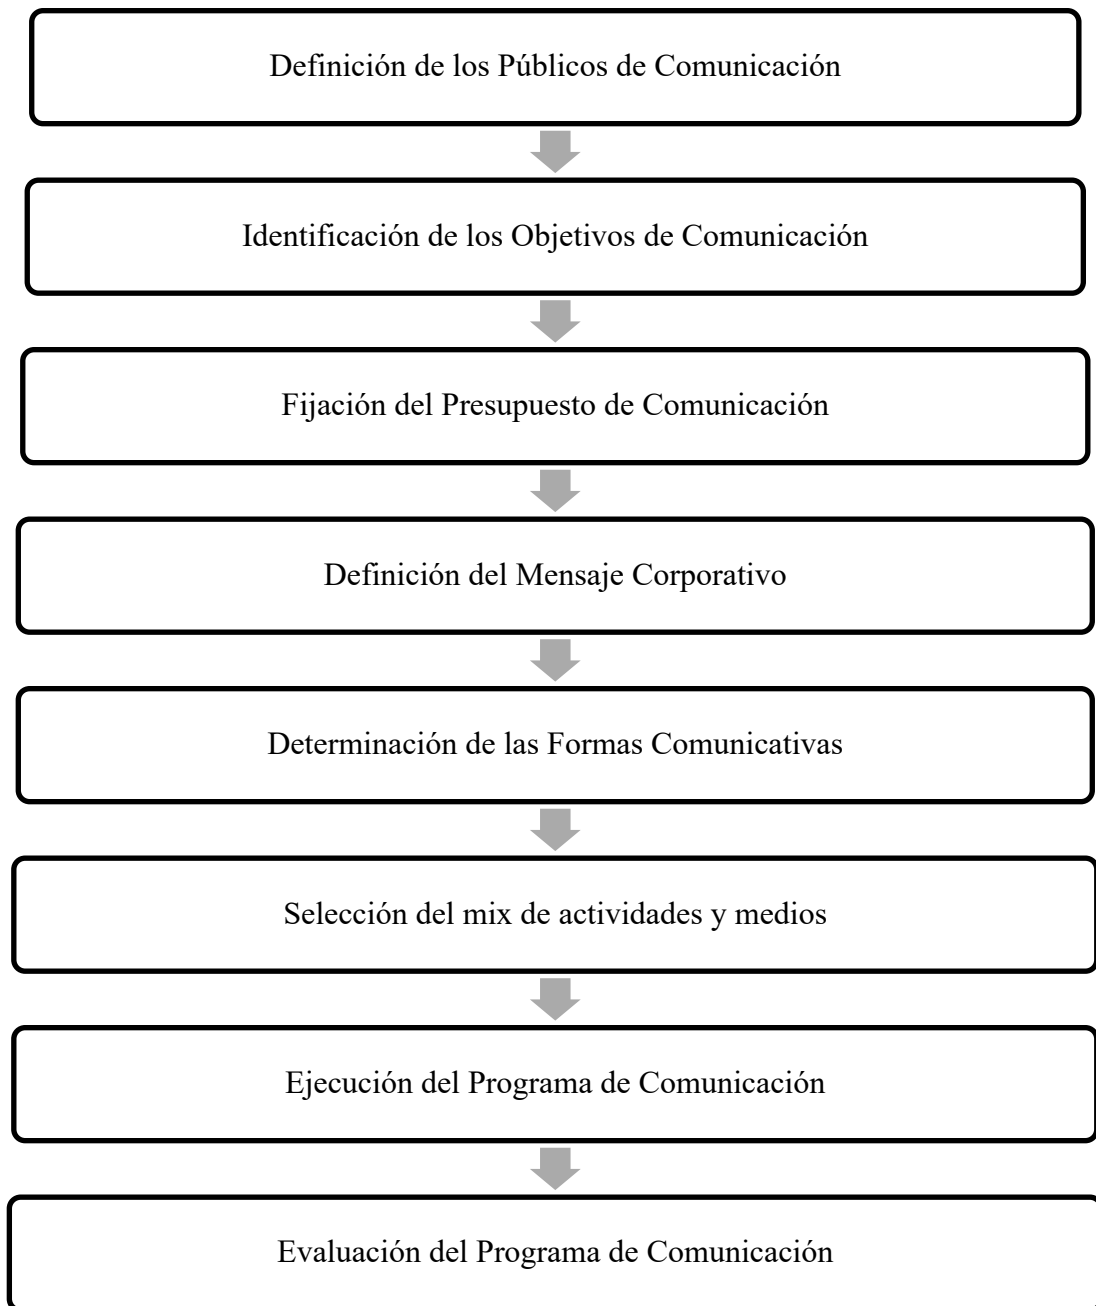 Definición de los Públicos de Comunicación
Identificación de los Objetivos de Comunicación
Fijación del Presupuesto de Comunicación
Definición del Mensaje Corporativo
Determinación de las Formas Comunicativas
Selección del mix de actividades y medios
Ejecución del Programa de Comunicación
Evaluación del Programa de Comunicación